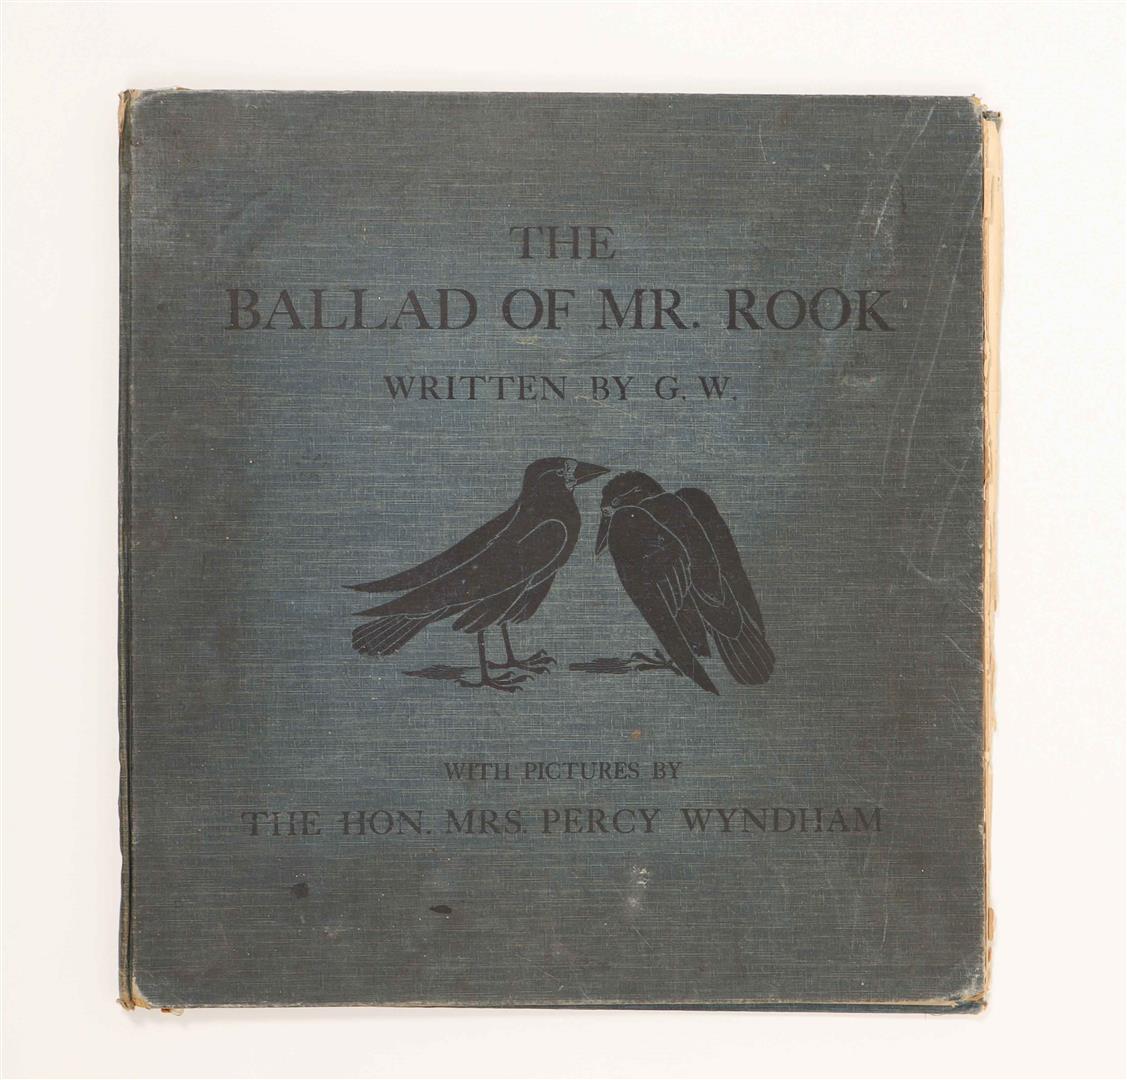 THE
BALLAD OF MR. ROOK
WRITTEN BY G. W.
WITH PICTURES BY
THE HON. MRS. PERCY WYNDHAM